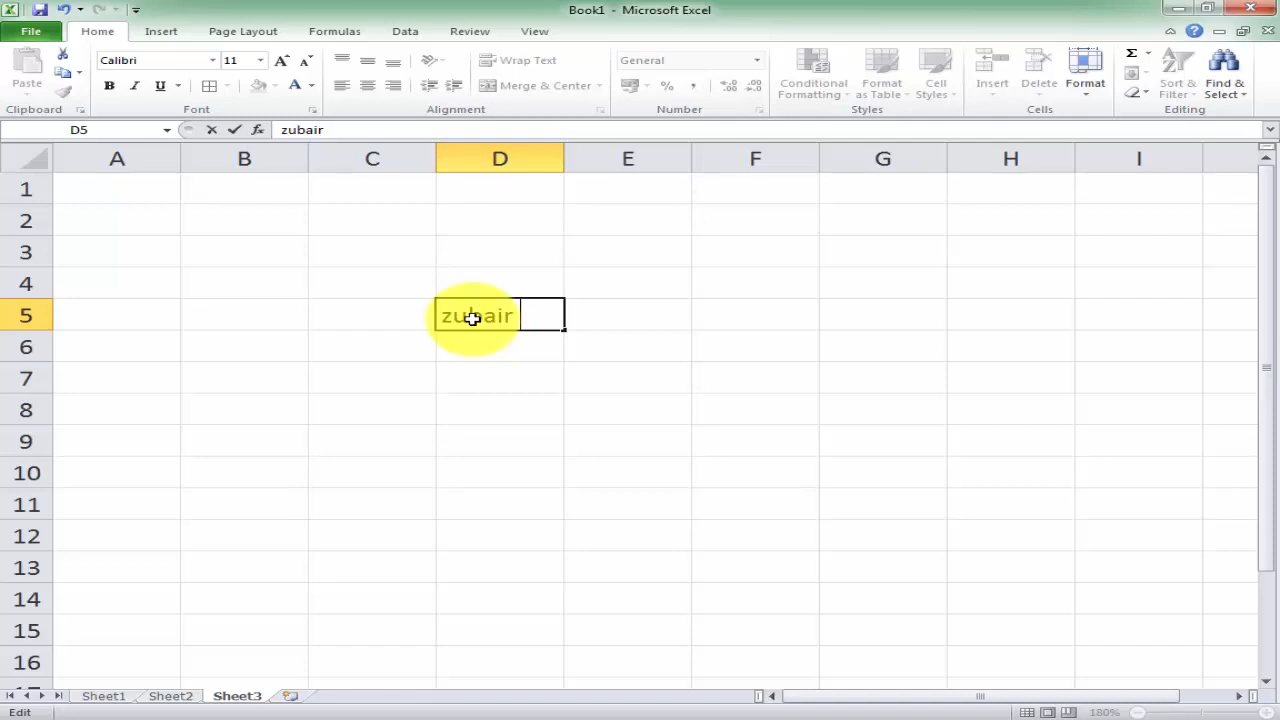 Book1 - Microsoft Excel
File Home Insert Page Layout Formulas Data Review View
Calibri 11 Wrap Text General
Paste B I U Merge & Center % , Conditional Formatting Format as Table Cell Styles Insert Delete Format Σ Sort & Filter Find & Select
Clipboard Font Alignment Number Styles Cells Editing
D5 fx zubair
A B C D E F G H I
1
2
3
4
5 zubair
6
7
8
9
10
11
12
13
14
15
16
Sheet1 Sheet2 Sheet3
Edit 180%